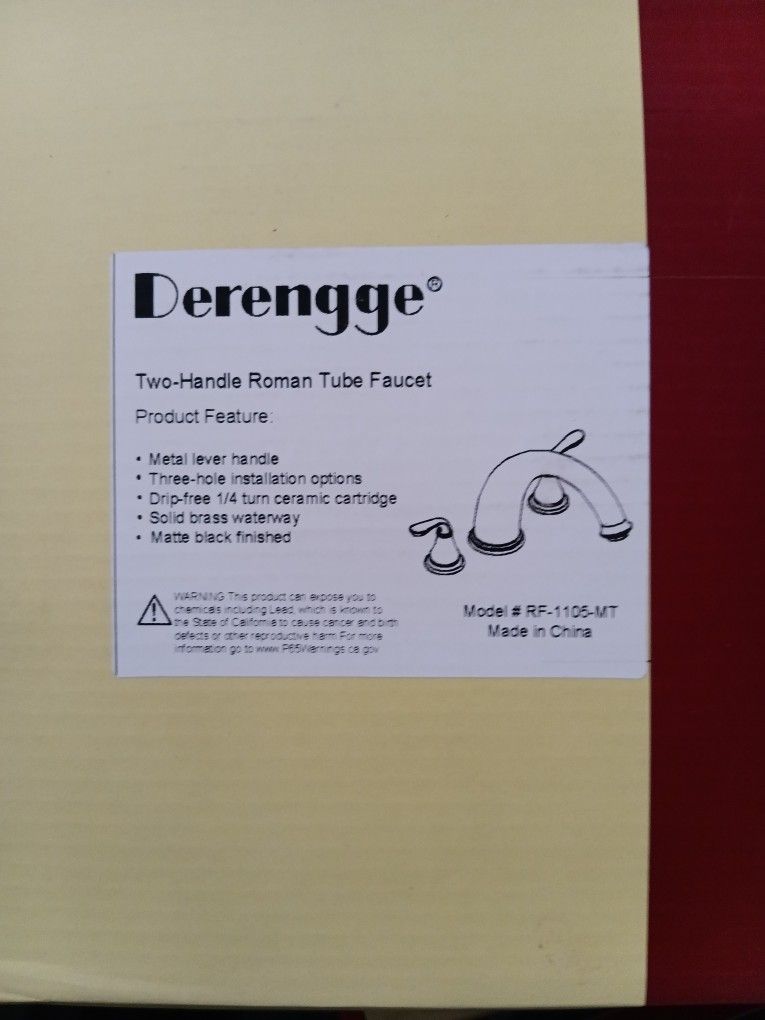 Derengge®
Two-Handle Roman Tube Faucet
Product Feature:
• Metal lever handle
• Three-hole installation options
• Drip-free 1/4 turn ceramic cartridge
• Solid brass waterway
• Matte black finished
WARNING This product can expose you to
chemicals including Lead, which is known to
the State of California to cause cancer and birth
defects or other reproductive harm For more
information go to www.P65Warnings.ca.gov
Model # RF-1105-MT
Made in China